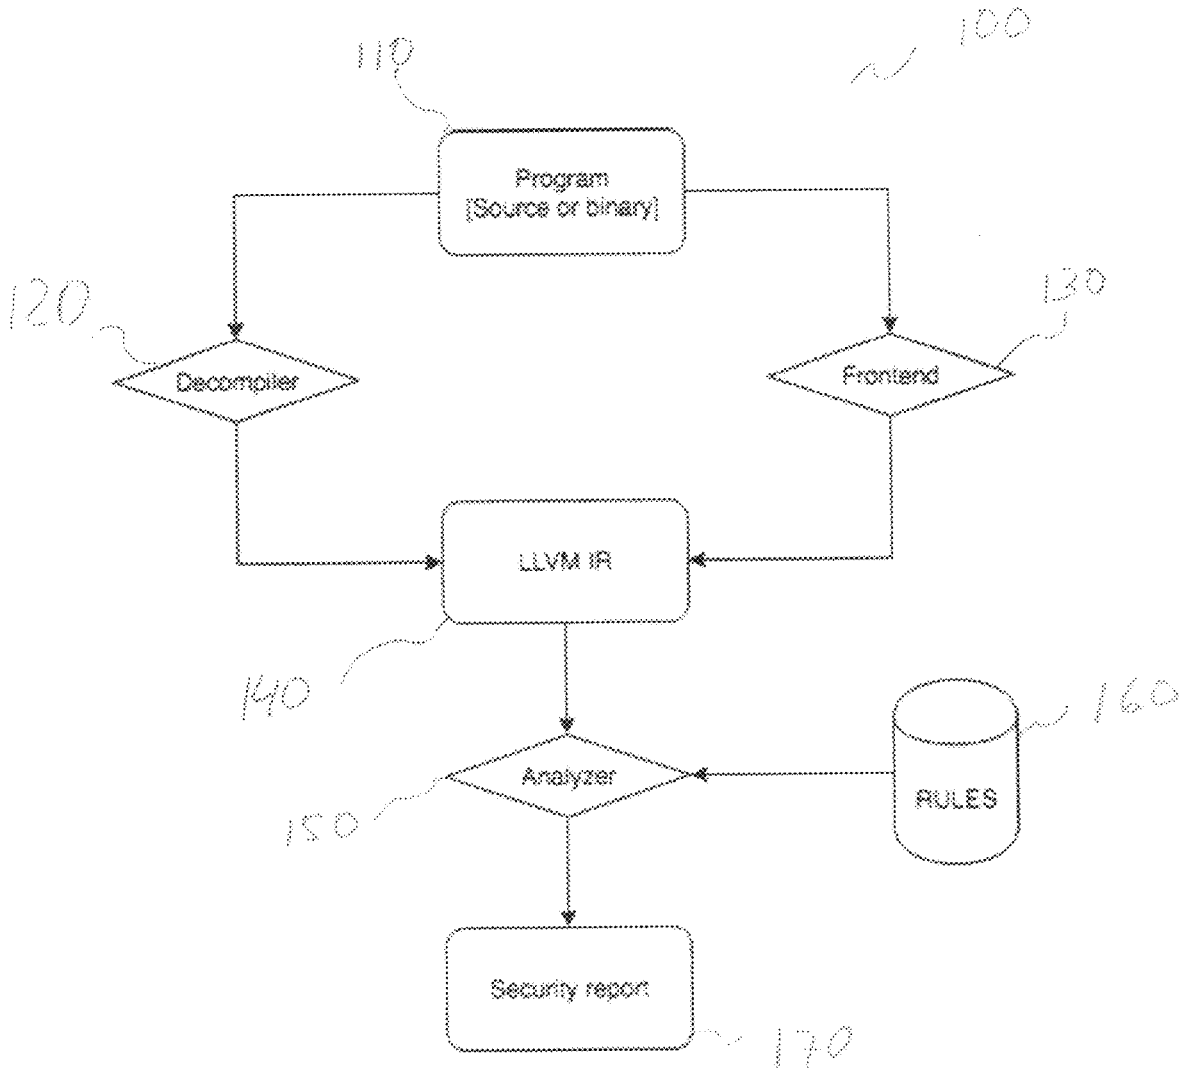 100
110
Program
[Source or binary]
120
130
Decompiler
Frontend
LLVM IR
140
160
Analyzer
RULES
150
Security report
170